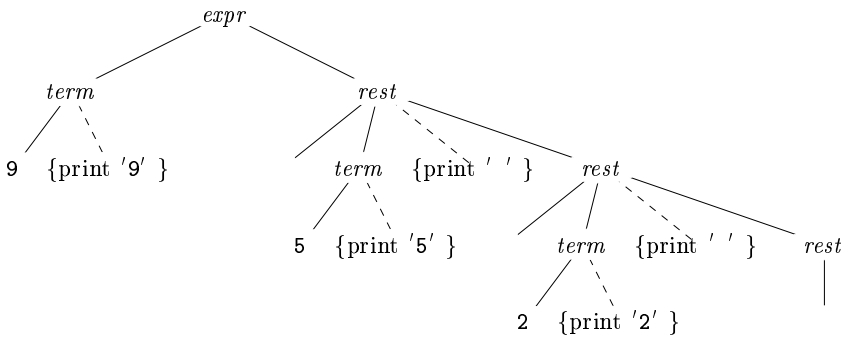 expr
term rest
9 {print '9' } term {print ' ' } rest
5 {print '5' } term {print ' ' } rest
2 {print '2' }